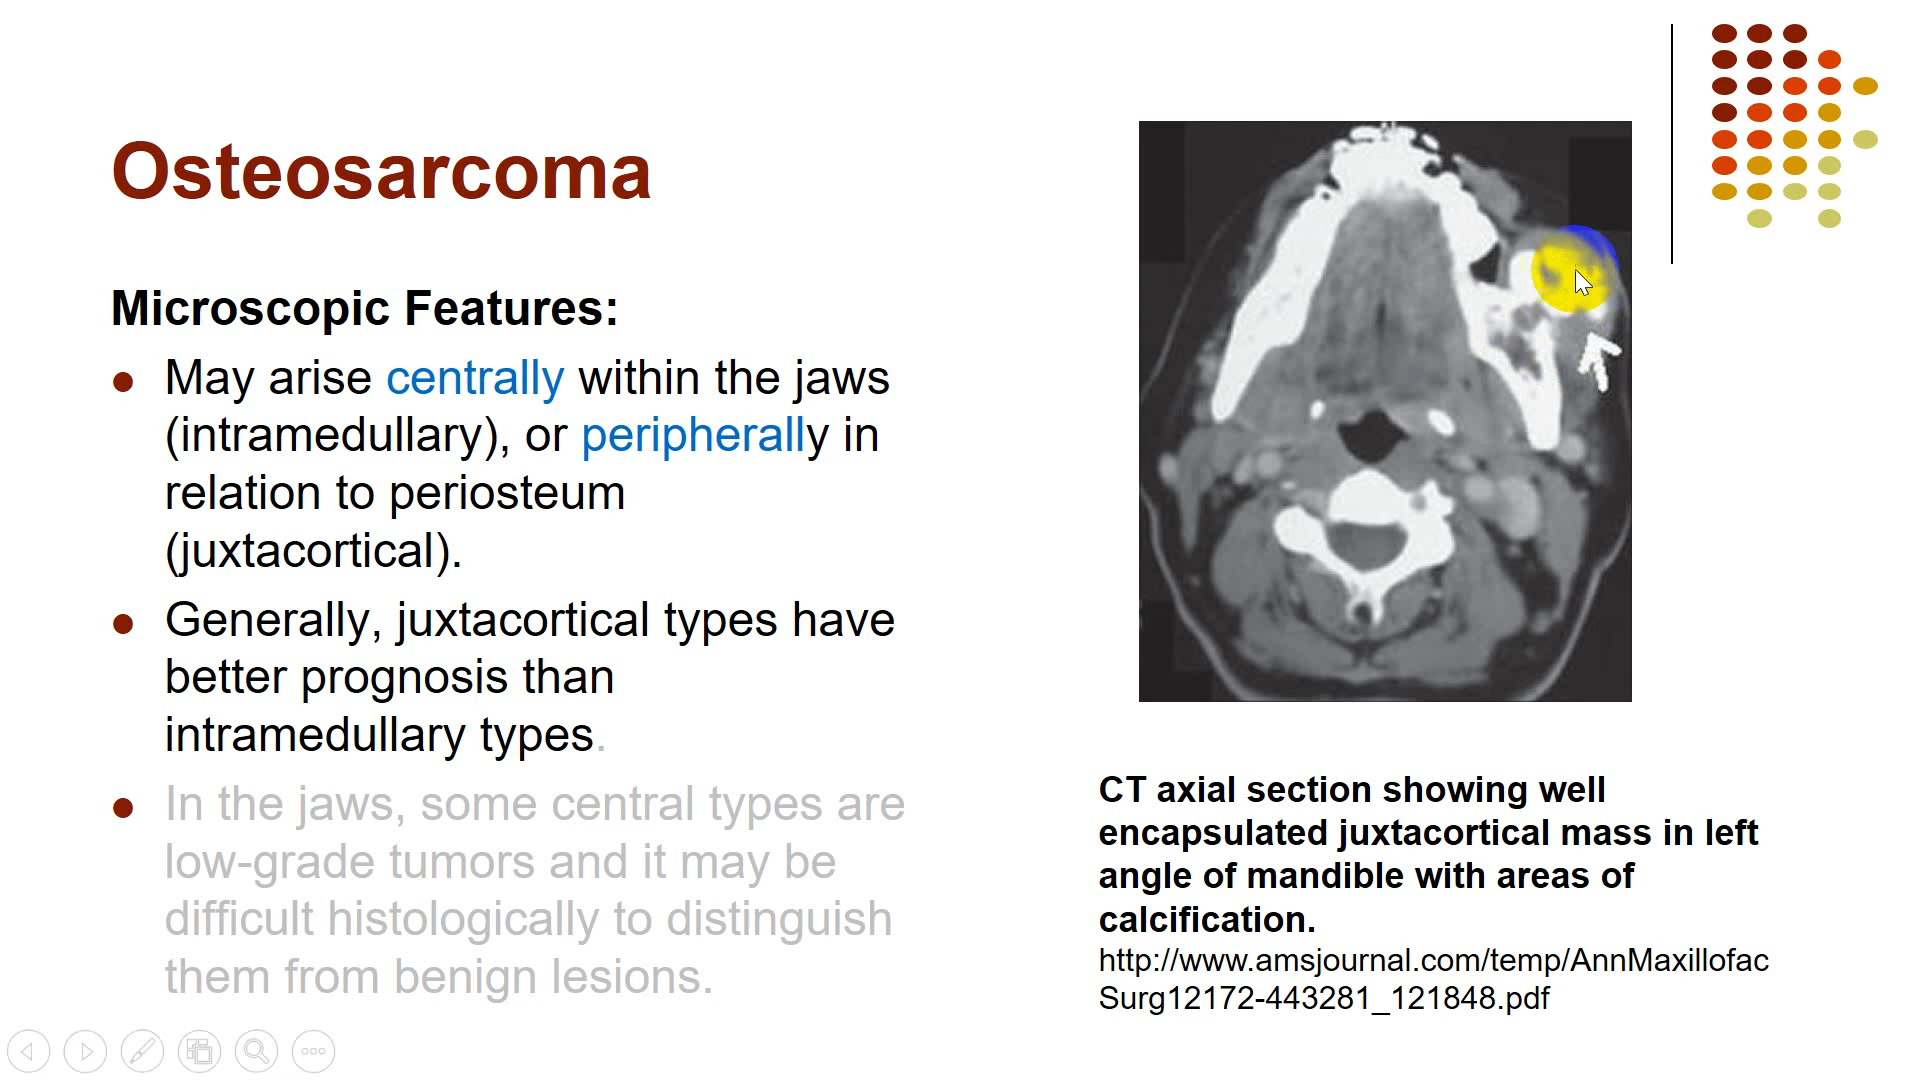 Osteosarcoma
Microscopic Features:
May arise centrally within the jaws
(intramedullary), or peripherally in
relation to periosteum
(juxtacortical).
Generally, juxtacortical types have
better prognosis than
intramedullary types.
In the jaws, some central types are
low-grade tumors and it may be
difficult histologically to distinguish
them from benign lesions.
CT axial section showing well
encapsulated juxtacortical mass in left
angle of mandible with areas of
calcification.
http://www.amsjournal.com/temp/AnnMaxillofac
Surg12172-443281_121848.pdf